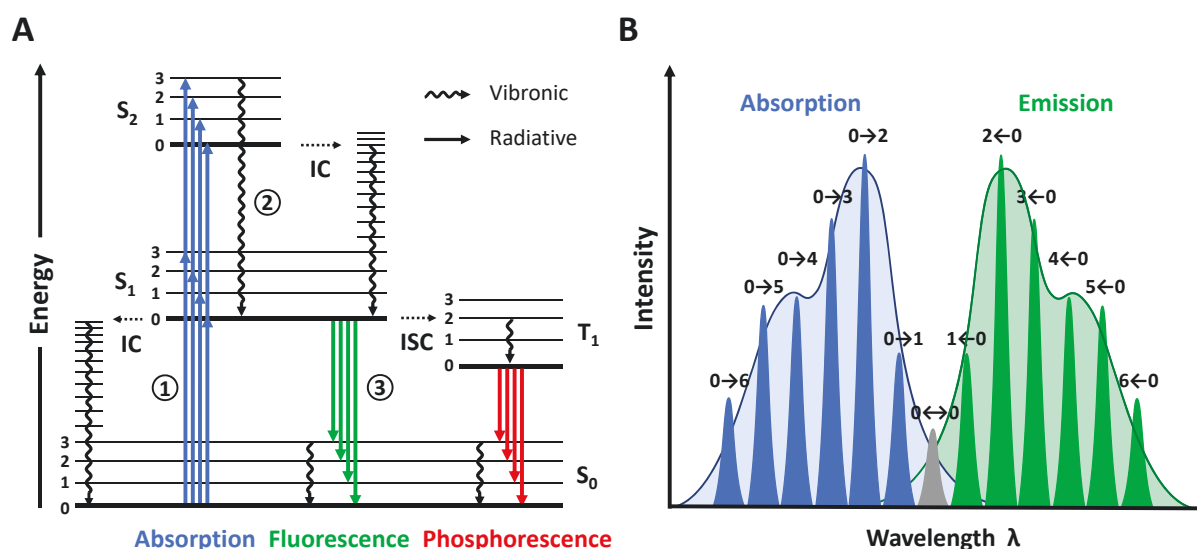 A
Energy
S2
3
2
1
0
IC
②
Vibronic
Radiative
S1
3
2
1
0
IC
①
③
ISC
3
2
1
0
T1
3
2
1
0
S0
Absorption Fluorescence Phosphorescence
B
Intensity
Absorption
Emission
0→6
0→5
0→4
0→3
0→2
0→1
0↔0
1←0
2←0
3←0
4←0
5←0
6←0
Wavelength λ